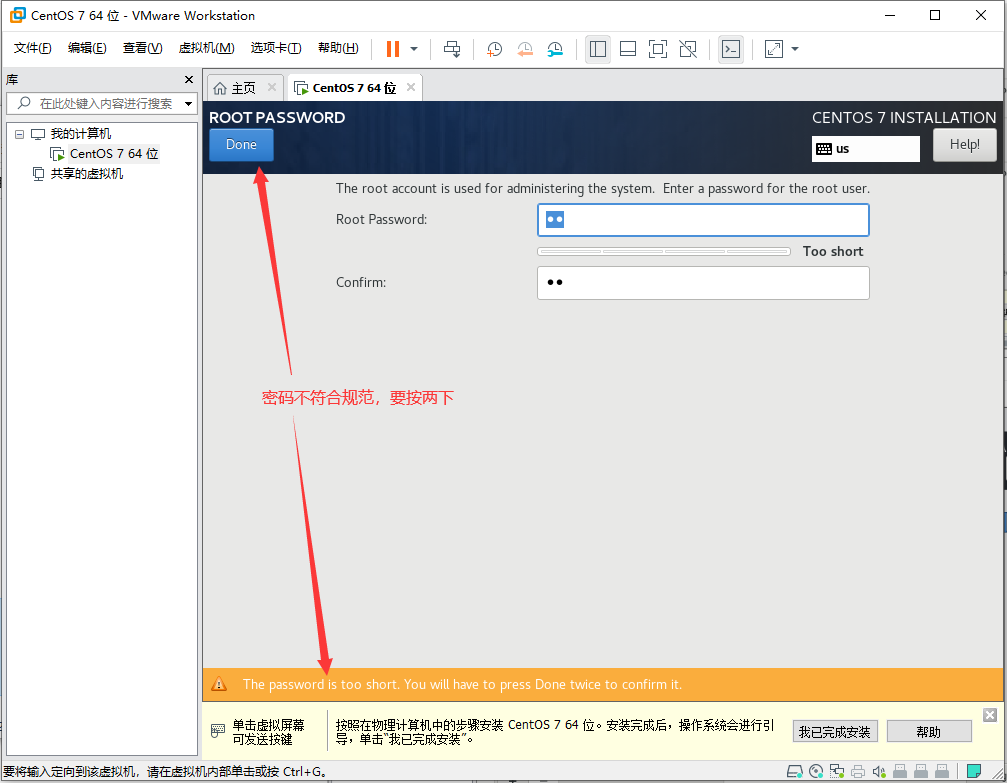 CentOS 7 64 位 - VMware Workstation
文件(F) 编辑(E) 查看(V) 虚拟机(M) 选项卡(T) 帮助(H)
库
在此处键入内容进行搜索
我的计算机
CentOS 7 64 位
共享的虚拟机
主页
CentOS 7 64 位
ROOT PASSWORD
Done
CENTOS 7 INSTALLATION
us
Help!
The root account is used for administering the system. Enter a password for the root user.
Root Password:
Too short
Confirm:
密码不符合规范，要按两下
The password is too short. You will have to press Done twice to confirm it.
单击虚拟屏幕
可发送按键
按照在物理计算机中的步骤安装 CentOS 7 64 位。安装完成后，操作系统会进行引
导，单击“我已完成安装”。
我已完成安装
帮助
要将输入定向到该虚拟机，请在虚拟机内部单击或按 Ctrl+G。